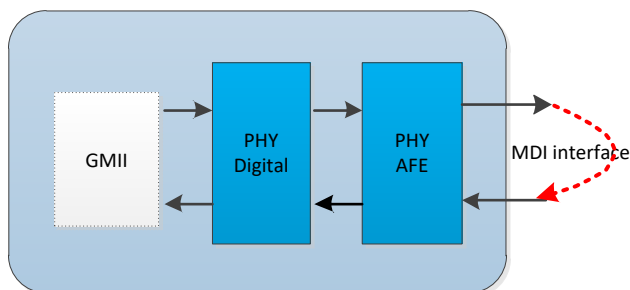 GMII
PHY
Digital
PHY
AFE
MDI interface